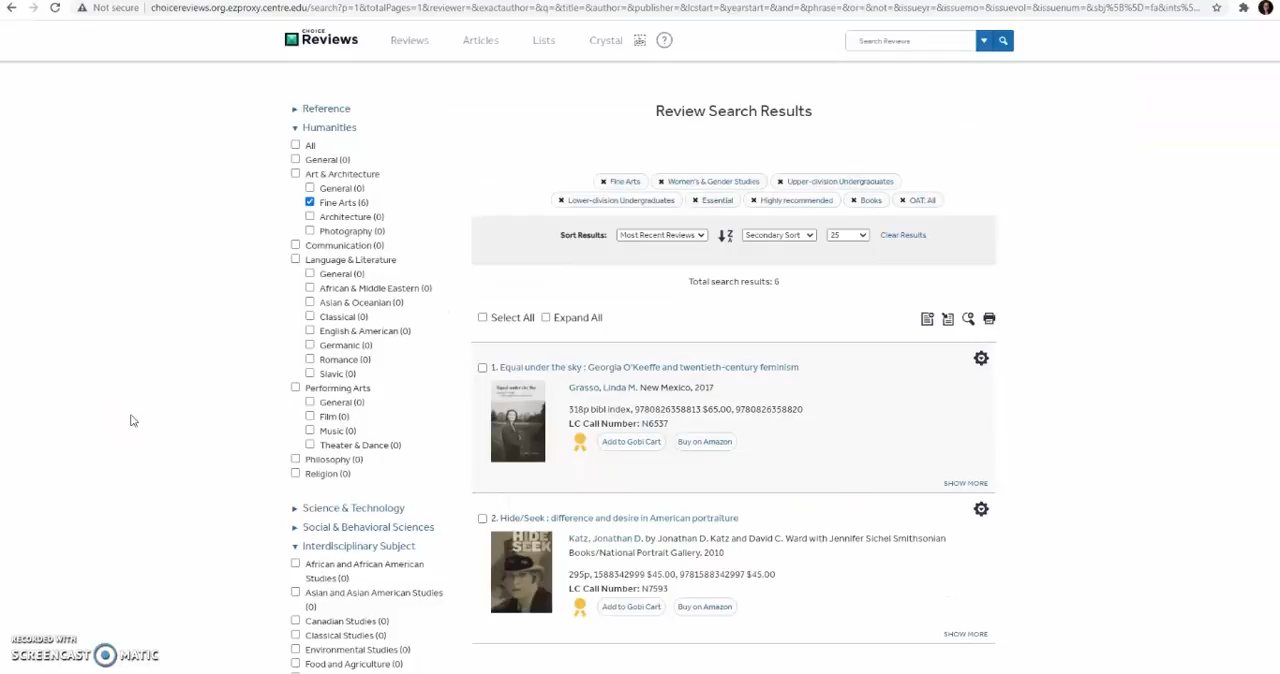 Not secure | choicereviews.org.ezproxy.centre.edu/search?p=1&totalPages=1&reviewer=&exactauthor=&q=&title=&author=&publisher=&lcstart=&yearstart=&and=&phrase=&or=&not=&issueyr=&issuemo=&issuevol=&issuenum=&sbj%5B%5D=fa&ints%5...
CHOICE
Reviews
Reviews
Articles
Lists
Crystal
?
Search Reviews
Reference
Humanities
All
General (0)
Art & Architecture
General (0)
Fine Arts (6)
Architecture (0)
Photography (0)
Communication (0)
Language & Literature
General (0)
African & Middle Eastern (0)
Asian & Oceanian (0)
Classical (0)
English & American (0)
Germanic (0)
Romance (0)
Slavic (0)
Performing Arts
General (0)
Film (0)
Music (0)
Theater & Dance (0)
Philosophy (0)
Religion (0)
Science & Technology
Social & Behavioral Sciences
Interdisciplinary Subject
African and African American
Studies (0)
Asian and Asian American Studies
(0)
Canadian Studies (0)
Classical Studies (0)
Environmental Studies (0)
Food and Agriculture (0)
Review Search Results
× Fine Arts × Women's & Gender Studies × Upper-division Undergraduates
× Lower-division Undergraduates × Essential × Highly recommended × Books × OAT: All
Sort Results: Most Recent Reviews Secondary Sort 25 Clear Results
Total search results: 6
Select All Expand All
1. Equal under the sky : Georgia O'Keeffe and twentieth-century feminism
Grasso, Linda M. New Mexico, 2017
318p bibl index, 9780826358813 $65.00, 9780826358820
LC Call Number: N6537
Add to Gobi Cart Buy on Amazon
SHOW MORE
2. Hide/Seek : difference and desire in American portraiture
HIDE
SEEK
Katz, Jonathan D. by Jonathan D. Katz and David C. Ward with Jennifer Sichel Smithsonian
Books/National Portrait Gallery, 2010
295p, 1588342999 $45.00, 9781588342997 $45.00
LC Call Number: N7593
Add to Gobi Cart Buy on Amazon
SHOW MORE
RECORDED WITH
SCREENCAST MATIC